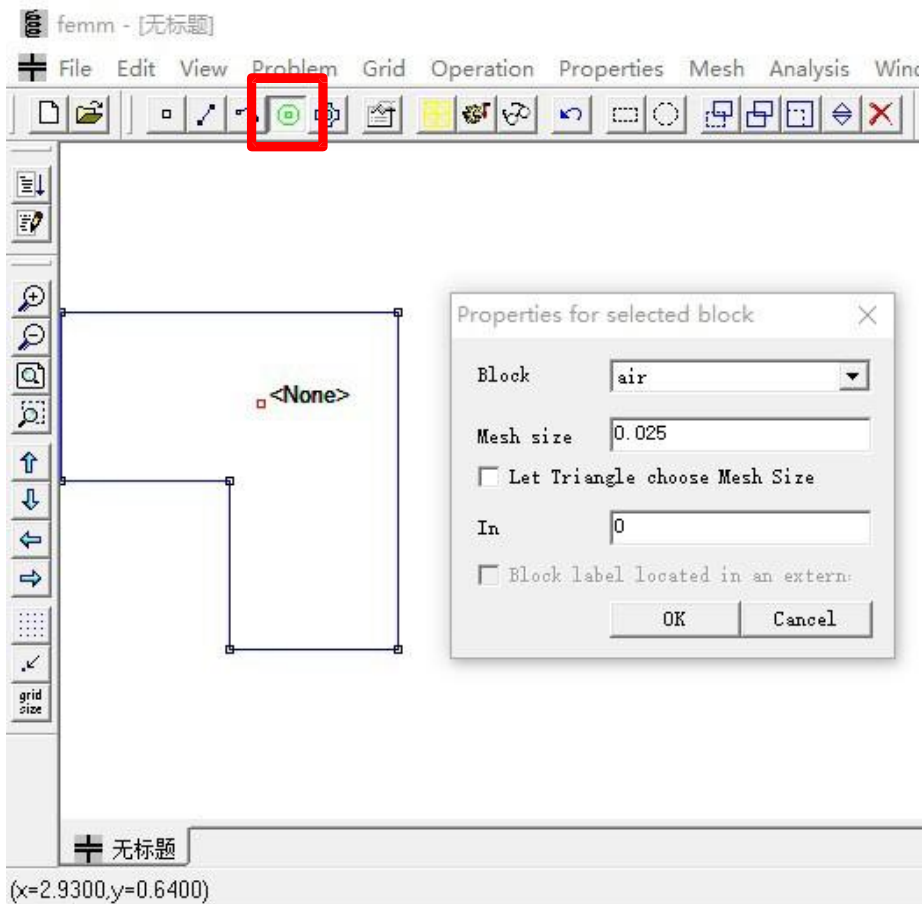 femm - [无标题]
File Edit View Problem Grid Operation Properties Mesh Analysis
Properties for selected block
Block air
<None>
Mesh size 0.025
Let Triangle choose Mesh Size
In 0
Block label located in an
OK Cancel
grid
size
无标题
(x=2.9300,y=0.6400)